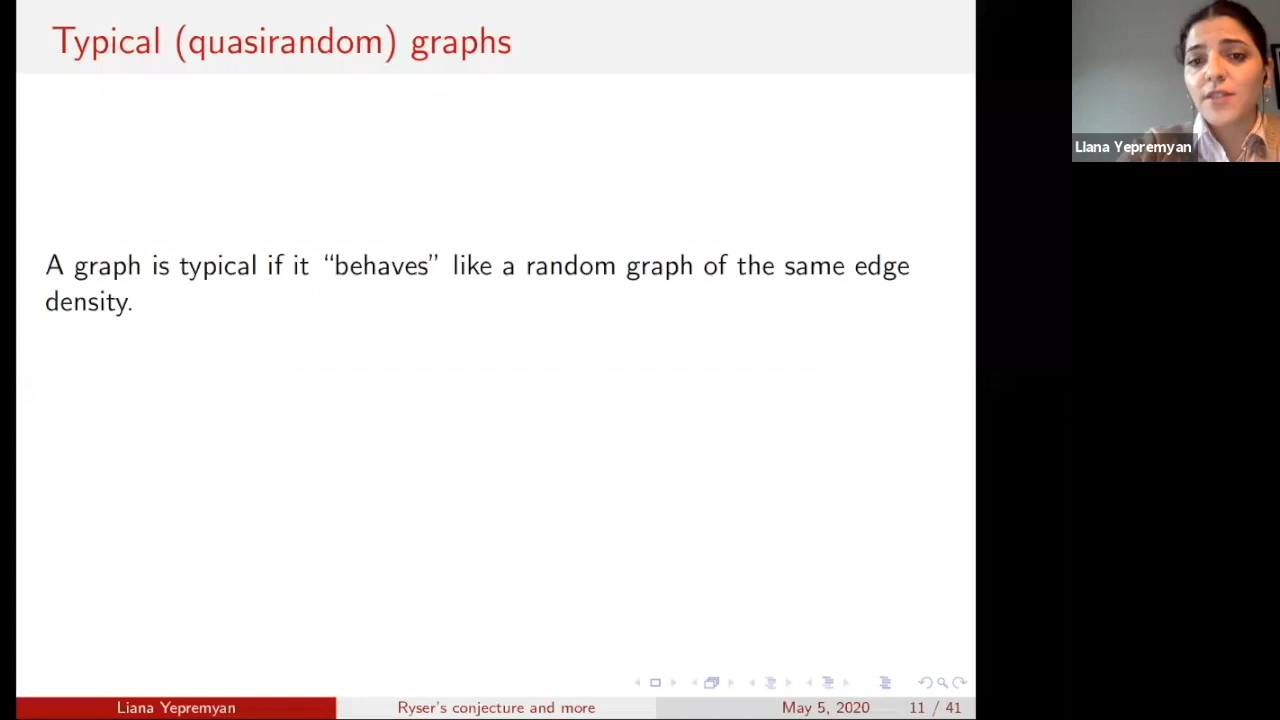 Typical (quasirandom) graphs
LIana Yepremyan
A graph is typical if it “behaves” like a random graph of the same edge
density.
Liana Yepremyan
Ryser's conjecture and more
May 5, 2020
11 / 41